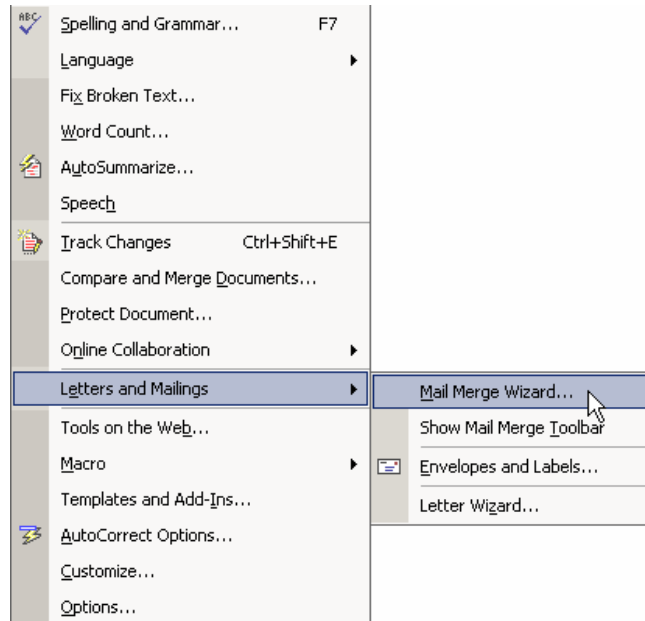 ABC
Spelling and Grammar... F7
Language
Fix Broken Text...
Word Count...
AutoSummarize...
Speech
Track Changes Ctrl+Shift+E
Compare and Merge Documents...
Protect Document...
Online Collaboration
Letters and Mailings
Tools on the Web...
Macro
Templates and Add-Ins...
AutoCorrect Options...
Customize...
Options...
Mail Merge Wizard...
Show Mail Merge Toolbar
Envelopes and Labels...
Letter Wizard...